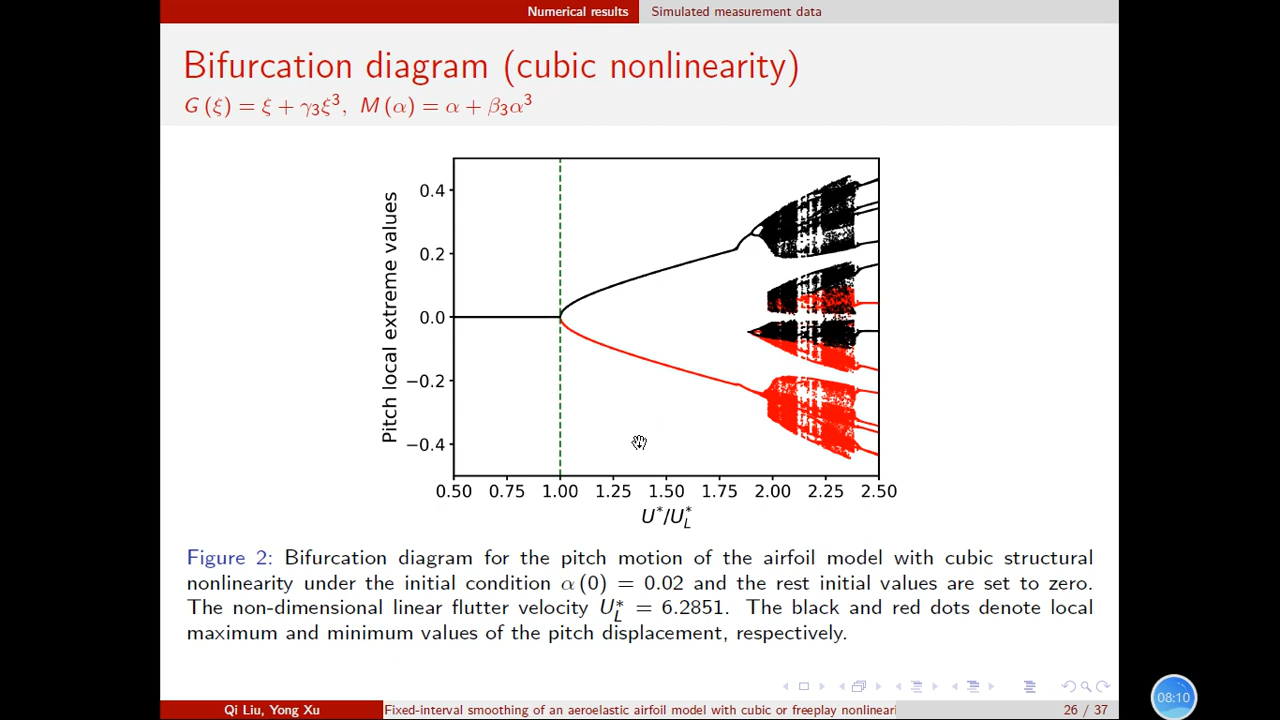 Numerical results Simulated measurement data
Bifurcation diagram (cubic nonlinearity)
G (ξ) = ξ + γ₃ξ³, M (α) = α + β₃α³
Pitch local extreme values
0.4
0.2
0.0
−0.2
−0.4
0.50 0.75 1.00 1.25 1.50 1.75 2.00 2.25 2.50
U*/U*_L
Figure 2: Bifurcation diagram for the pitch motion of the airfoil model with cubic structural
nonlinearity under the initial condition α (0) = 0.02 and the rest initial values are set to zero.
The non-dimensional linear flutter velocity U*_L = 6.2851. The black and red dots denote local
maximum and minimum values of the pitch displacement, respectively.
Qi Liu, Yong Xu Fixed-interval smoothing of an aeroelastic airfoil model with cubic or freeplay nonlineari 26 / 37
08:10